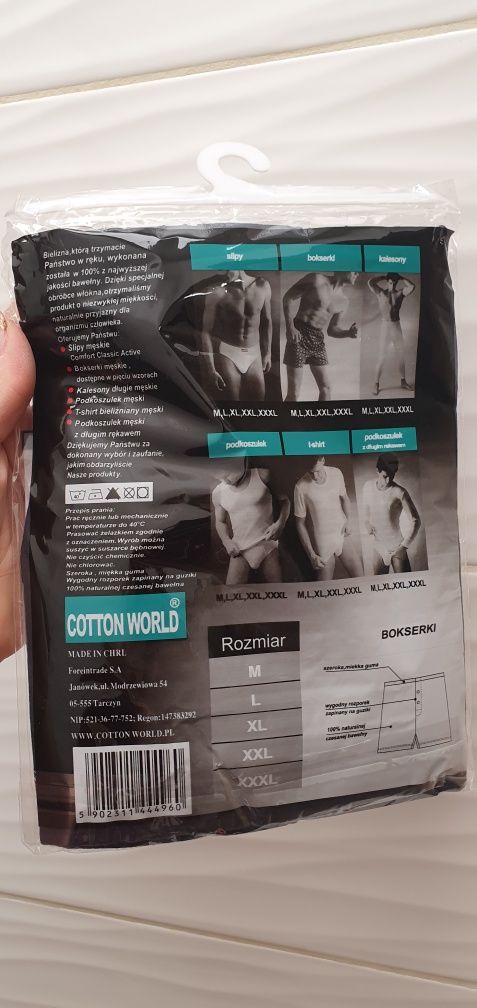 Bielizna,którą trzymacie
Państwo w ręku, wykonana
została w 100% z najwyższej
jakości bawełny. Dzięki specjalnej
obróbce włókna,otrzymaliśmy
produkt o niezwykłej miękkości,
naturalnie przyjazny dla
organizmu człowieka.
Oferujemy Państwu:
Slipy męskie
Comfort Classic Active
Bokserki męskie ,
dostępne w pięciu wzorach
Kalesony długie męskie
Podkoszulek męski
T-shirt bieliźniany męski
Podkoszulek męski
z długim rękawem
Dziękujemy Państwu za
dokonany wybór i zaufanie,
jakim obdarzyliście
Nasze produkty.
40°
Przepis prania:
Prac ręcznie lub mechanicznie
w temperaturze do 40°C
Prasować żelazkiem zgodnie
z oznaczeniem.Wyrób można
suszyc w suszarce bębnowej.
Nie czyścić chemicznie.
Nie chlorować.
Szeroka , miękka guma
Wygodny rozporek zapinany na guziki
100% naturalnej czesanej bawełna
COTTON WORLD®
MADE IN CHRL
Foreintrade S.A
Janówek,ul. Modrzewiowa 54
05-555 Tarczyn
NIP:521-36-77-752; Regon:147383292
WWW.COTTON WORLD.PL
5 902311 444960
slipy
bokserki
kalesony
M,L,XL,XXL,XXXL
M,L,XL,XXL,XXXL
M,L,XL,XXL,XXXL
podkoszulek
t-shirt
podkoszulek
z długim rękawem
M,L,XL,XXL,XXXL
M,L,XL,XXL,XXXL
M,L,XL,XXL,XXXL
Rozmiar
M
L
XL
XXL
XXXL
BOKSERKI
szeroka,miekka guma
wygodny rozporek
zapinany na guziki
100% naturalnej
czesanej bawełny